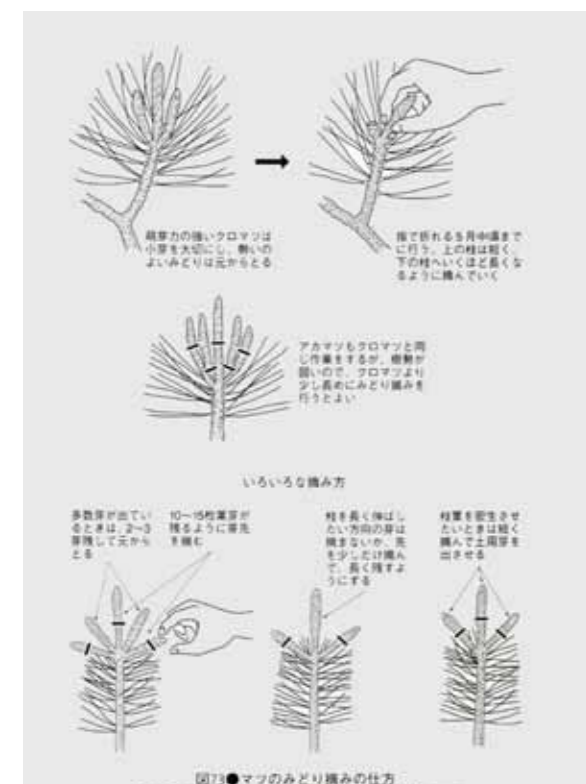 萌芽力の強いクロマツは
小芽を大切にし、勢いの
よいみどりは元からとる
指で折れる5月中頃まで
に行う。上の枝は短く、
下の枝へいくほど長くな
るように摘んでいく
アカマツもクロマツと同
じ作業をするが、樹勢が
弱いので、クロマツより
少し長めにみどり摘みを
行うとよい
いろいろな摘み方
多数芽が出てい
るときは、2〜3
芽残して元から
とる
10〜15枚葉芽が
残るように芽先
を摘む
枝を長く伸ばし
たい方向の芽は
摘まないか、先
を少しだけ摘ん
で、長く残すよ
うにする
枝葉を密生させ
たいときは短く
摘んで土用芽を
出させる
図73●マツのみどり摘みの仕方